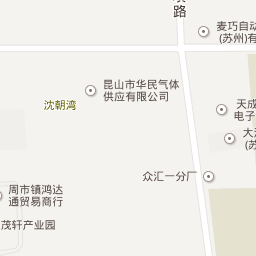 路
麦巧自动
(苏州)有
昆山市华民气体
供应有限公司
沈朝湾
天成
电子
大
(苏
众汇一分厂
周市镇鸿达
通贸易商行
茂轩产业园